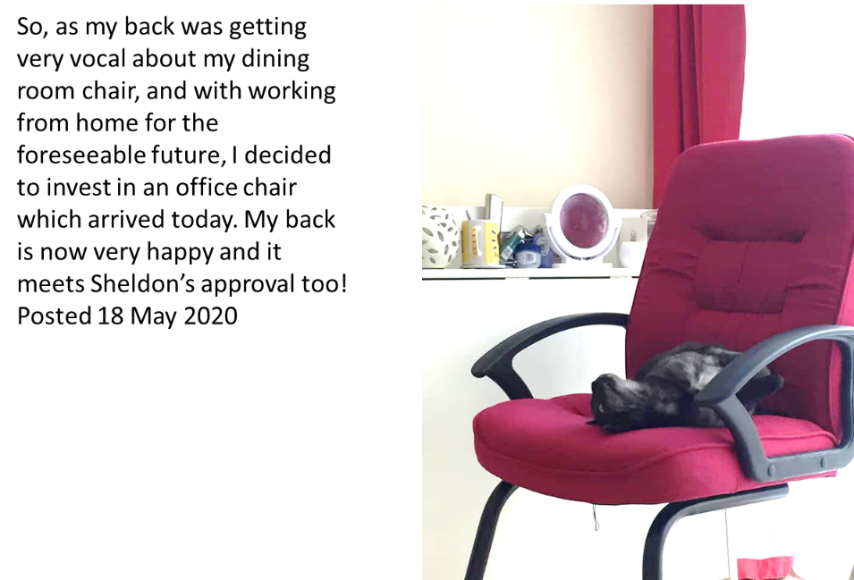 So, as my back was getting
very vocal about my dining
room chair, and with working
from home for the
foreseeable future, I decided
to invest in an office chair
which arrived today. My back
is now very happy and it
meets Sheldon’s approval too!
Posted 18 May 2020